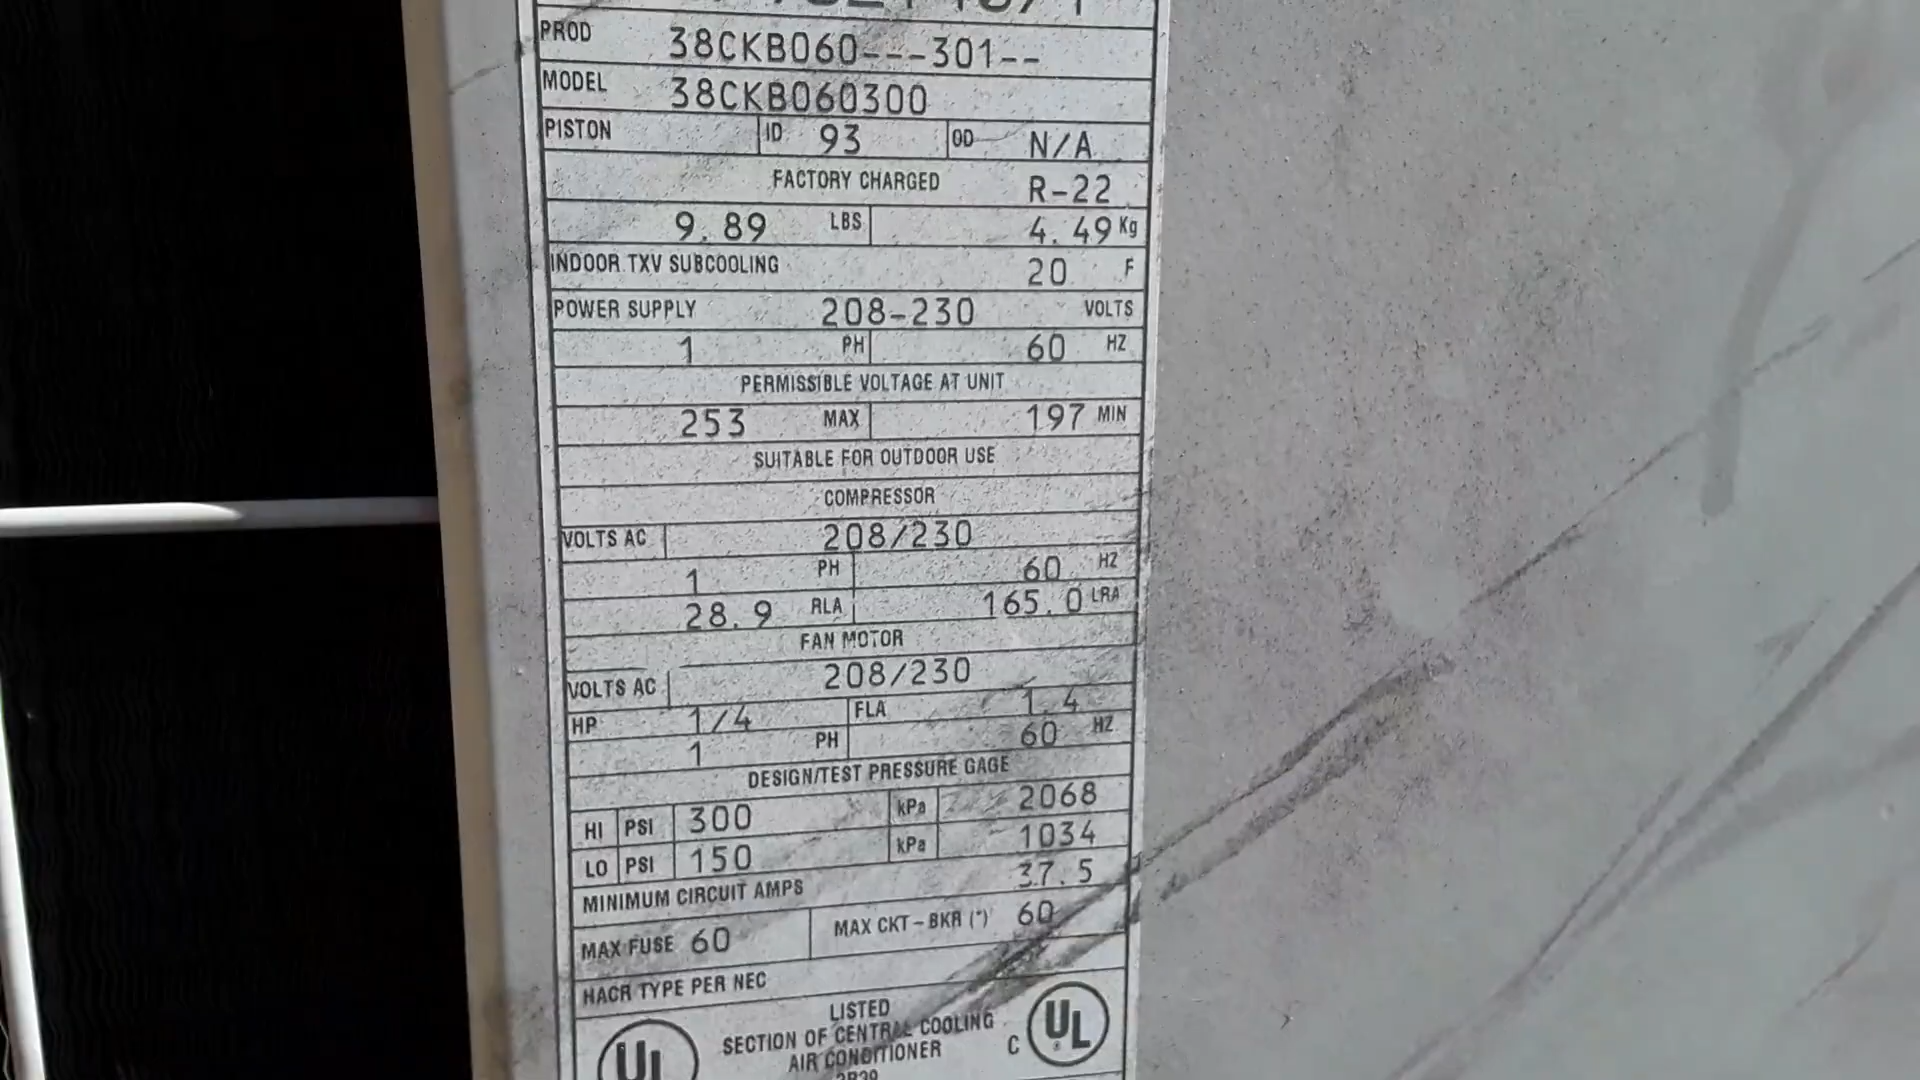 PROD 38CKB060---301--
MODEL 38CKB060300
PISTON ID 93 OD N/A
FACTORY CHARGED R-22
9.89 LBS 4.49 Kg
INDOOR TXV SUBCOOLING 20 F
POWER SUPPLY 208-230 VOLTS
1 PH 60 HZ
PERMISSIBLE VOLTAGE AT UNIT
253 MAX 197 MIN
SUITABLE FOR OUTDOOR USE
COMPRESSOR
VOLTS AC 208/230
1 PH 60 HZ
28.9 RLA 165.0 LRA
FAN MOTOR
VOLTS AC 208/230
HP 1/4 FLA 1.4
1 PH 60 HZ
DESIGN/TEST PRESSURE GAGE
HI PSI 300 kPa 2068
LO PSI 150 kPa 1034
MINIMUM CIRCUIT AMPS 37.5
MAX FUSE 60 MAX CKT-BKR (*) 60
HACR TYPE PER NEC
LISTED
SECTION OF CENTRAL COOLING
AIR CONDITIONER
UL
C UL